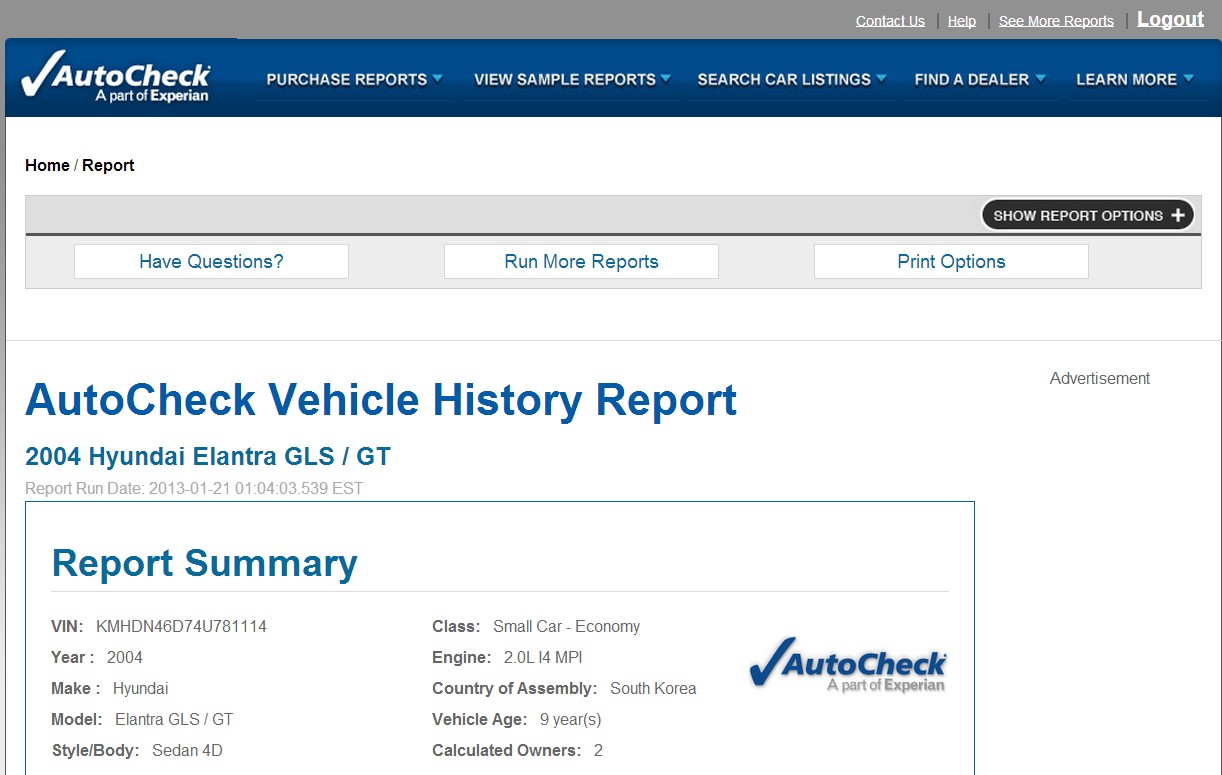 Contact Us | Help | See More Reports | Logout
AutoCheck
A part of Experian
PURCHASE REPORTS VIEW SAMPLE REPORTS SEARCH CAR LISTINGS FIND A DEALER LEARN MORE
Home / Report
SHOW REPORT OPTIONS +
Have Questions? Run More Reports Print Options
Advertisement
AutoCheck Vehicle History Report
2004 Hyundai Elantra GLS / GT
Report Run Date: 2013-01-21 01:04:03.539 EST
Report Summary
VIN: KMHDN46D74U781114
Year : 2004
Make : Hyundai
Model: Elantra GLS / GT
Style/Body: Sedan 4D
Class: Small Car - Economy
Engine: 2.0L I4 MPI
Country of Assembly: South Korea
Vehicle Age: 9 year(s)
Calculated Owners: 2
AutoCheck
A part of Experian